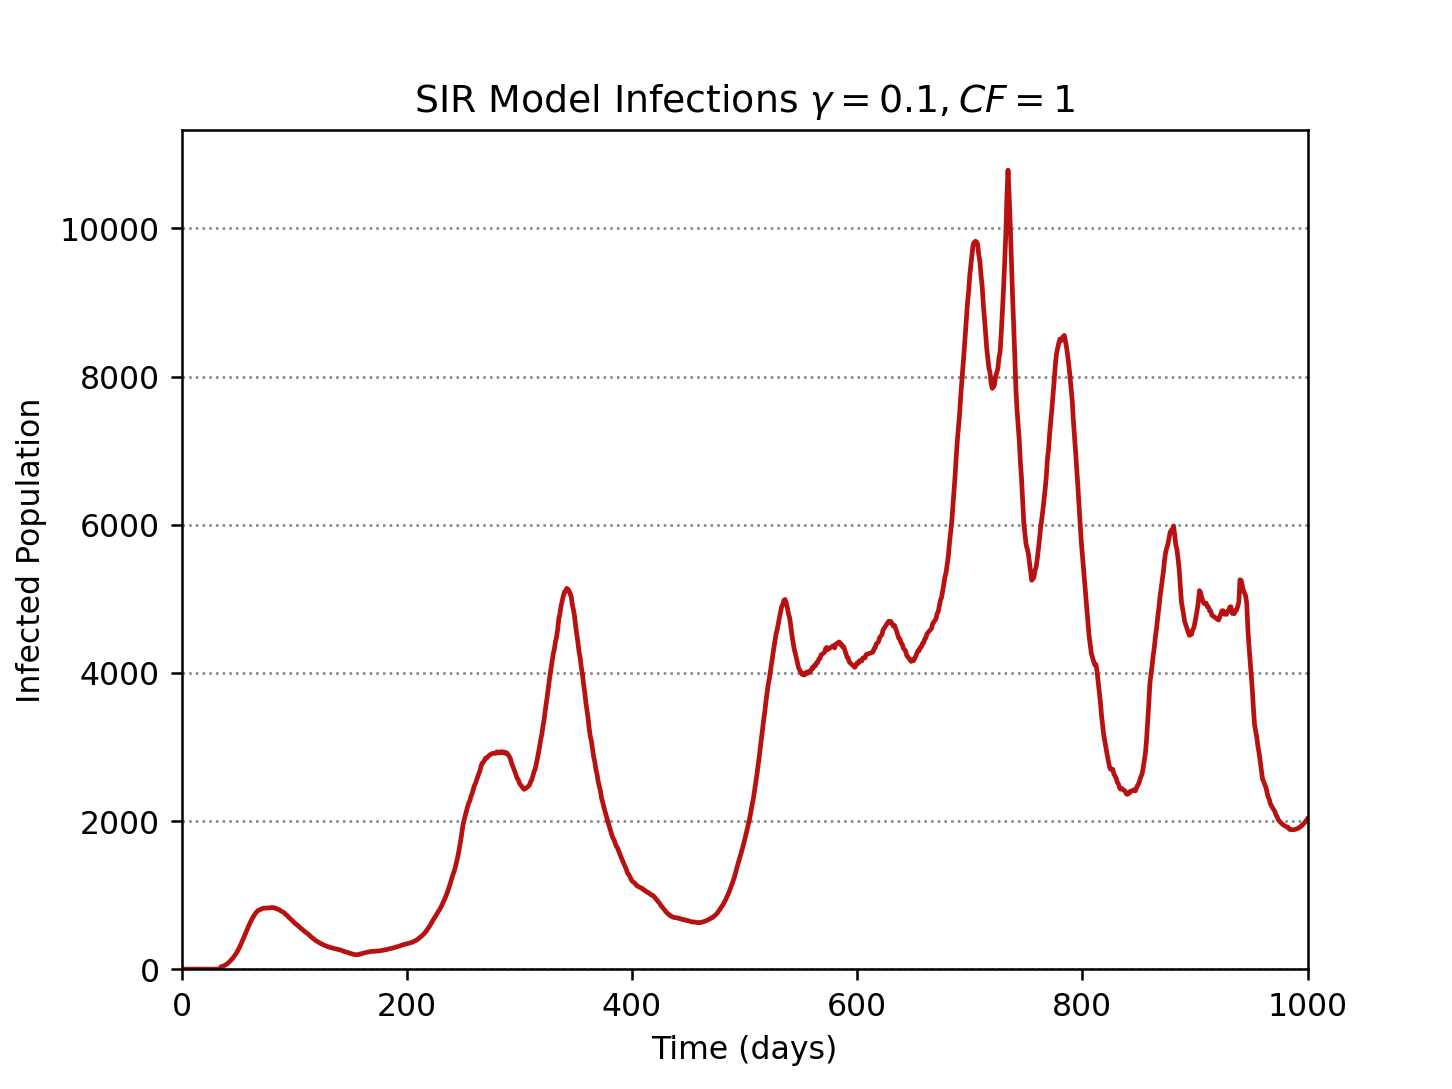 SIR Model Infections γ = 0.1, CF = 1
Infected Population
10000
8000
6000
4000
2000
0
0 200 400 600 800 1000
Time (days)